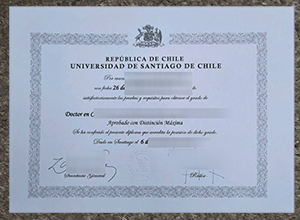 REPÚBLICA DE CHILE
UNIVERSIDAD DE SANTIAGO DE CHILE
Por cuanto
con fecha 26 de
satisfactoriamente las pruebas y requisitos para obtener el grado de
Doctor en C
Aprobado con Distinción Máxima
Se ha conferido el presente diploma que acredita la posesión de dicho grado.
Dado en Santiago el 6 d
Secretario General
Rector